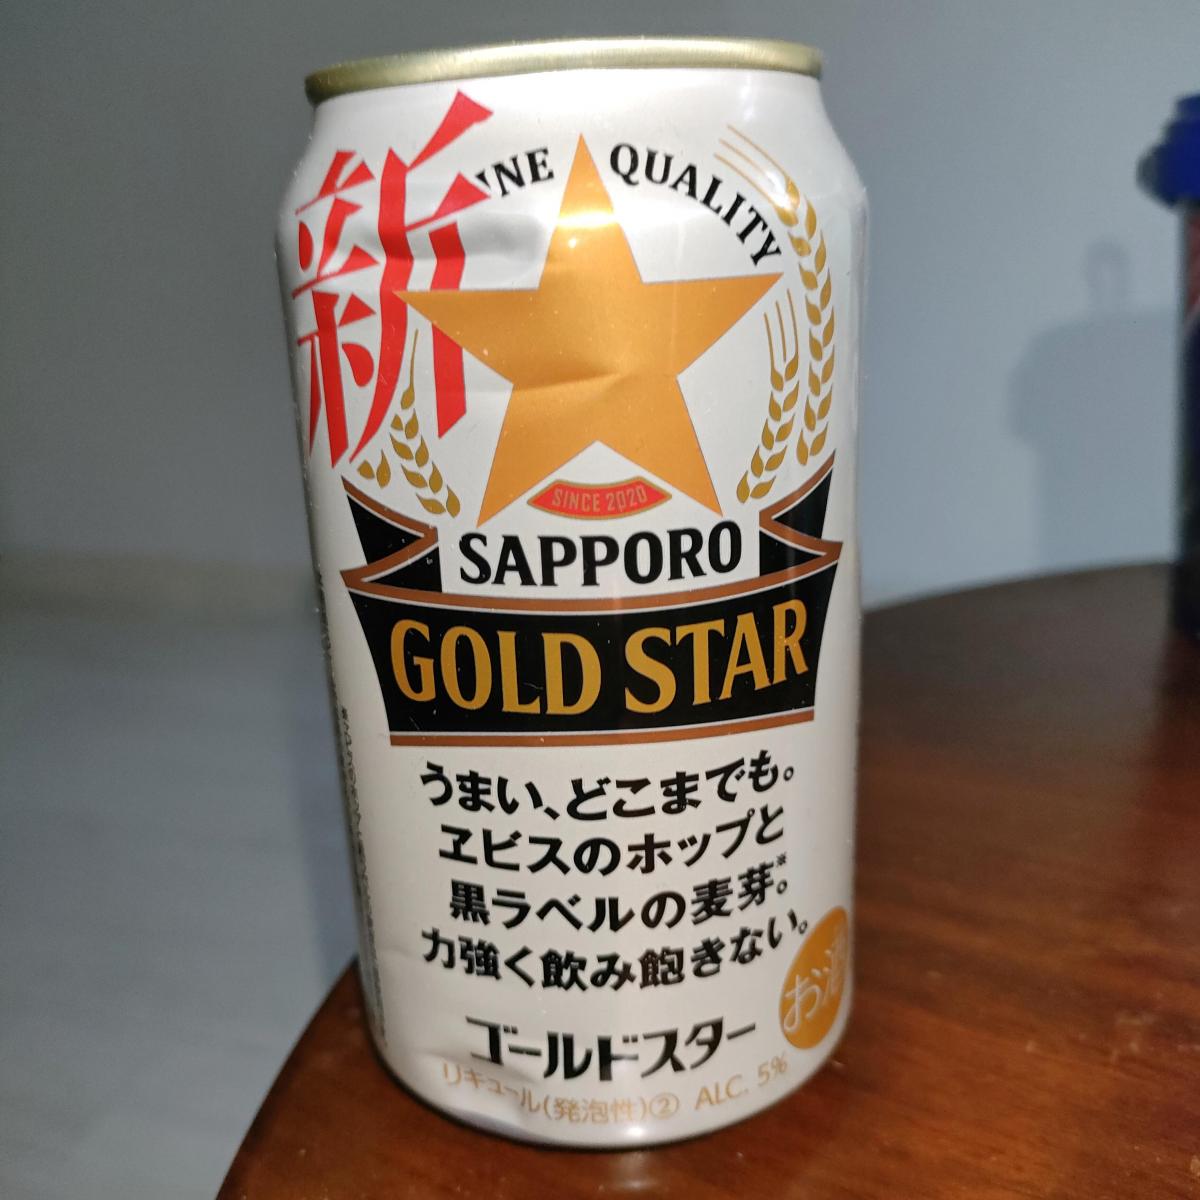 新
FINE QUALITY
SINCE 2020
SAPPORO
GOLD STAR
うまい、どこまでも。
ヱビスのホップと
黒ラベルの麦芽※。
力強く飲み飽きない。
お酒
ゴールドスター
リキュール(発泡性)② ALC. 5%